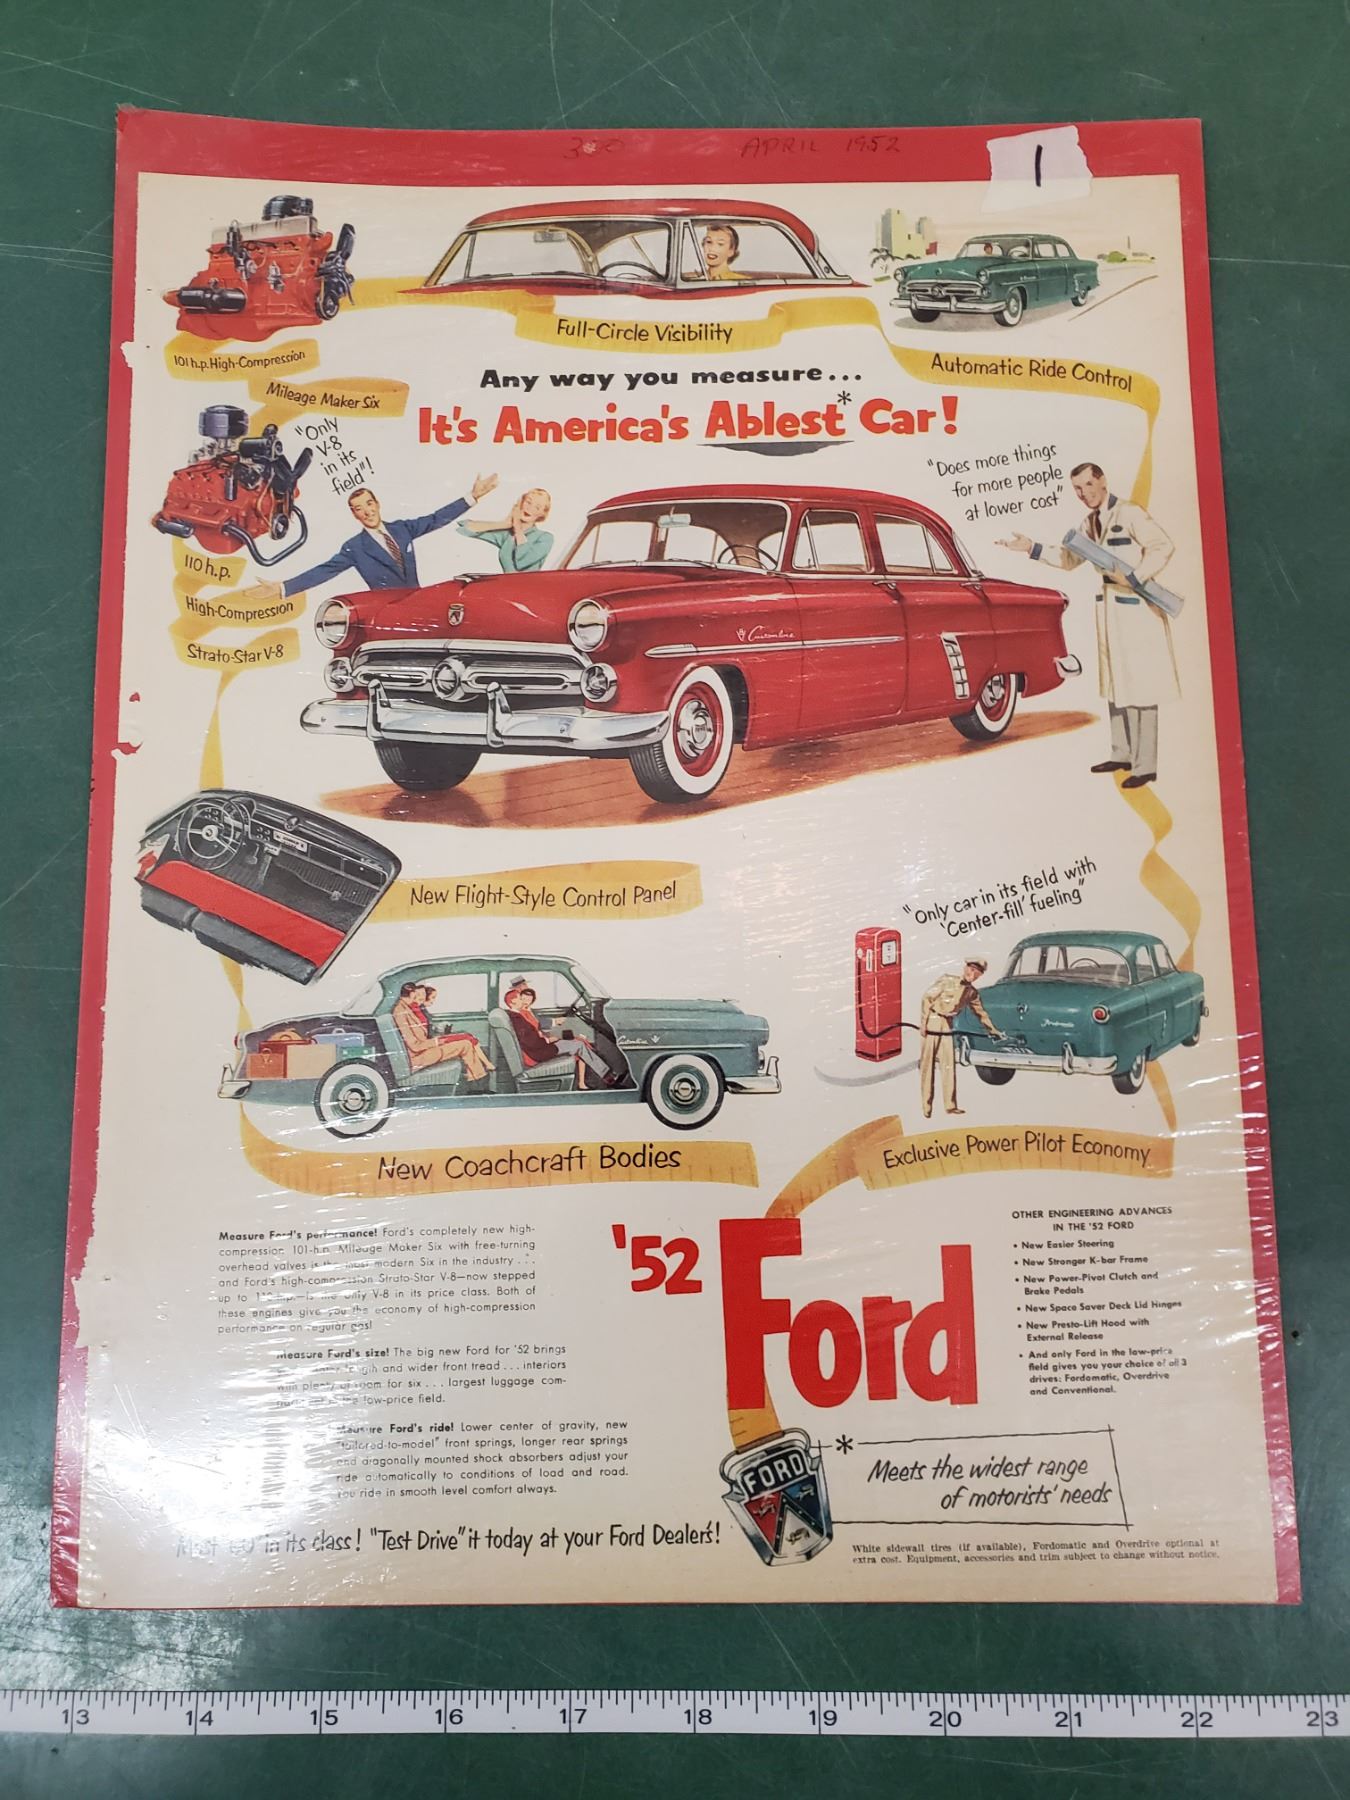 APRIL 1952
1
Full-Circle Visibility
101 h.p. High-Compression
Mileage Maker Six
Automatic Ride Control
Any way you measure...
It's America's Ablest* Car!
"Only
V-8
in its
field"!
"Does more things
for more people
at lower cost"
110 h.p.
High-Compression
Strato-Star V-8
Customline
New Flight-Style Control Panel
"Only car in its field with
'Center-fill' fueling"
Customline
Fordomatic
New Coachcraft Bodies
Exclusive Power Pilot Economy
Measure Ford's performance! Ford's completely new high-
compression 101-h.p. Mileage Maker Six with free-turning
overhead valves is the most modern Six in the industry . . .
and Ford's high-compression Strato-Star V-8—now stepped
up to 110-h.p.—is the only V-8 in its price class. Both of
these engines give you the economy of high-compression
performance on regular gas!
Measure Ford's size! The big new Ford for '52 brings
length and wider front tread . . . interiors
with plenty of room for six . . . largest luggage com-
low-price field.
Measure Ford's ride! Lower center of gravity, new
"tailored-to-model" front springs, longer rear springs
and diagonally mounted shock absorbers adjust your
ride automatically to conditions of load and road.
You ride in smooth level comfort always.
in its class! "Test Drive" it today at your Ford Dealer's!
'52 Ford
OTHER ENGINEERING ADVANCES
IN THE '52 FORD
• New Easier Steering
• New Stronger K-bar Frame
• New Power-Pivot Clutch and
Brake Pedals
• New Space Saver Deck Lid Hinges
• New Presto-Lift Hood with
External Release
• And only Ford in the low-price
field gives you your choice of all 3
drives: Fordomatic, Overdrive
and Conventional.
FORD
* Meets the widest range
of motorists' needs
White sidewall tires (if available), Fordomatic and Overdrive optional at
extra cost. Equipment, accessories and trim subject to change without notice.
13 14 15 16 17 18 19 20 21 22 23